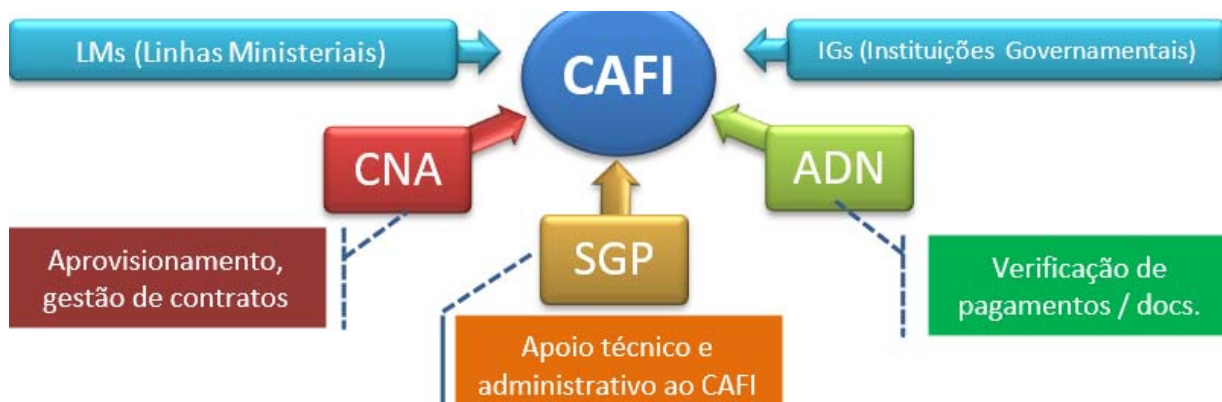 LMs (Linhas Ministeriais)
CAFI
IGs (Instituições Governamentais)
CNA
ADN
SGP
Aprovisionamento,
gestão de contratos
Verificação de
pagamentos / docs.
Apoio técnico e
administrativo ao CAFI